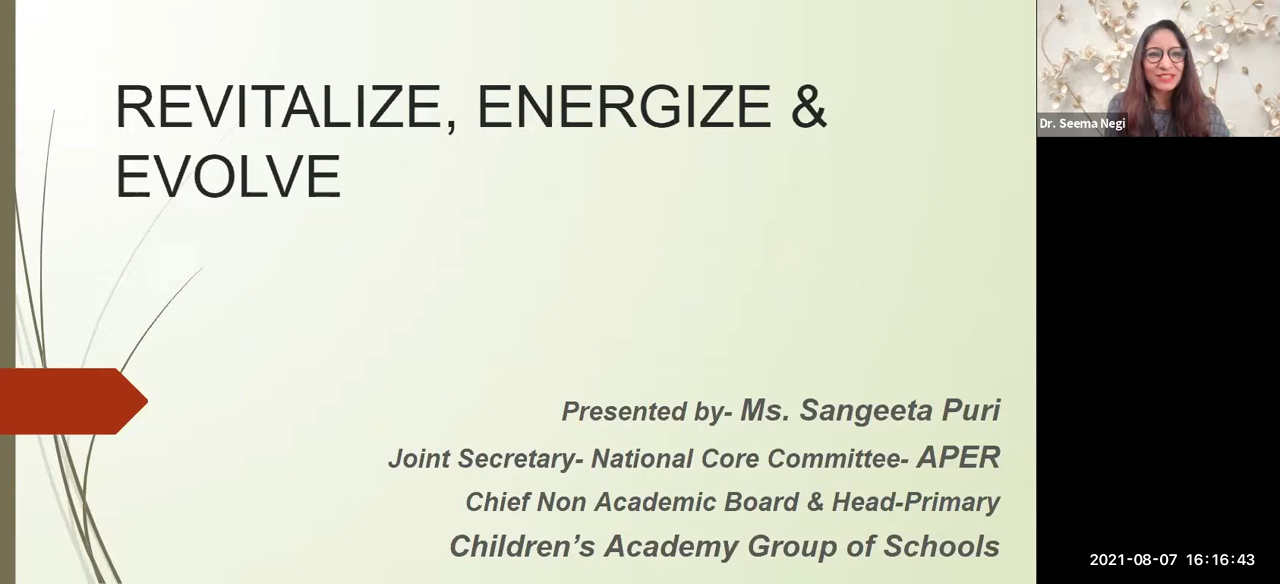 REVITALIZE, ENERGIZE &
EVOLVE
Presented by- Ms. Sangeeta Puri
Joint Secretary- National Core Committee- APER
Chief Non Academic Board & Head-Primary
Children’s Academy Group of Schools
Dr. Seema Negi
2021-08-07 16:16:43